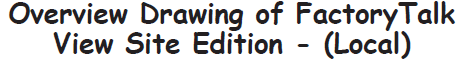 Overview Drawing of FactoryTalk
View Site Edition - (Local)